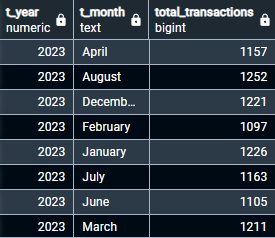 t_year t_month total_transactions
numeric text bigint
2023 April 1157
2023 August 1252
2023 Decemb... 1221
2023 February 1097
2023 January 1226
2023 July 1163
2023 June 1105
2023 March 1211